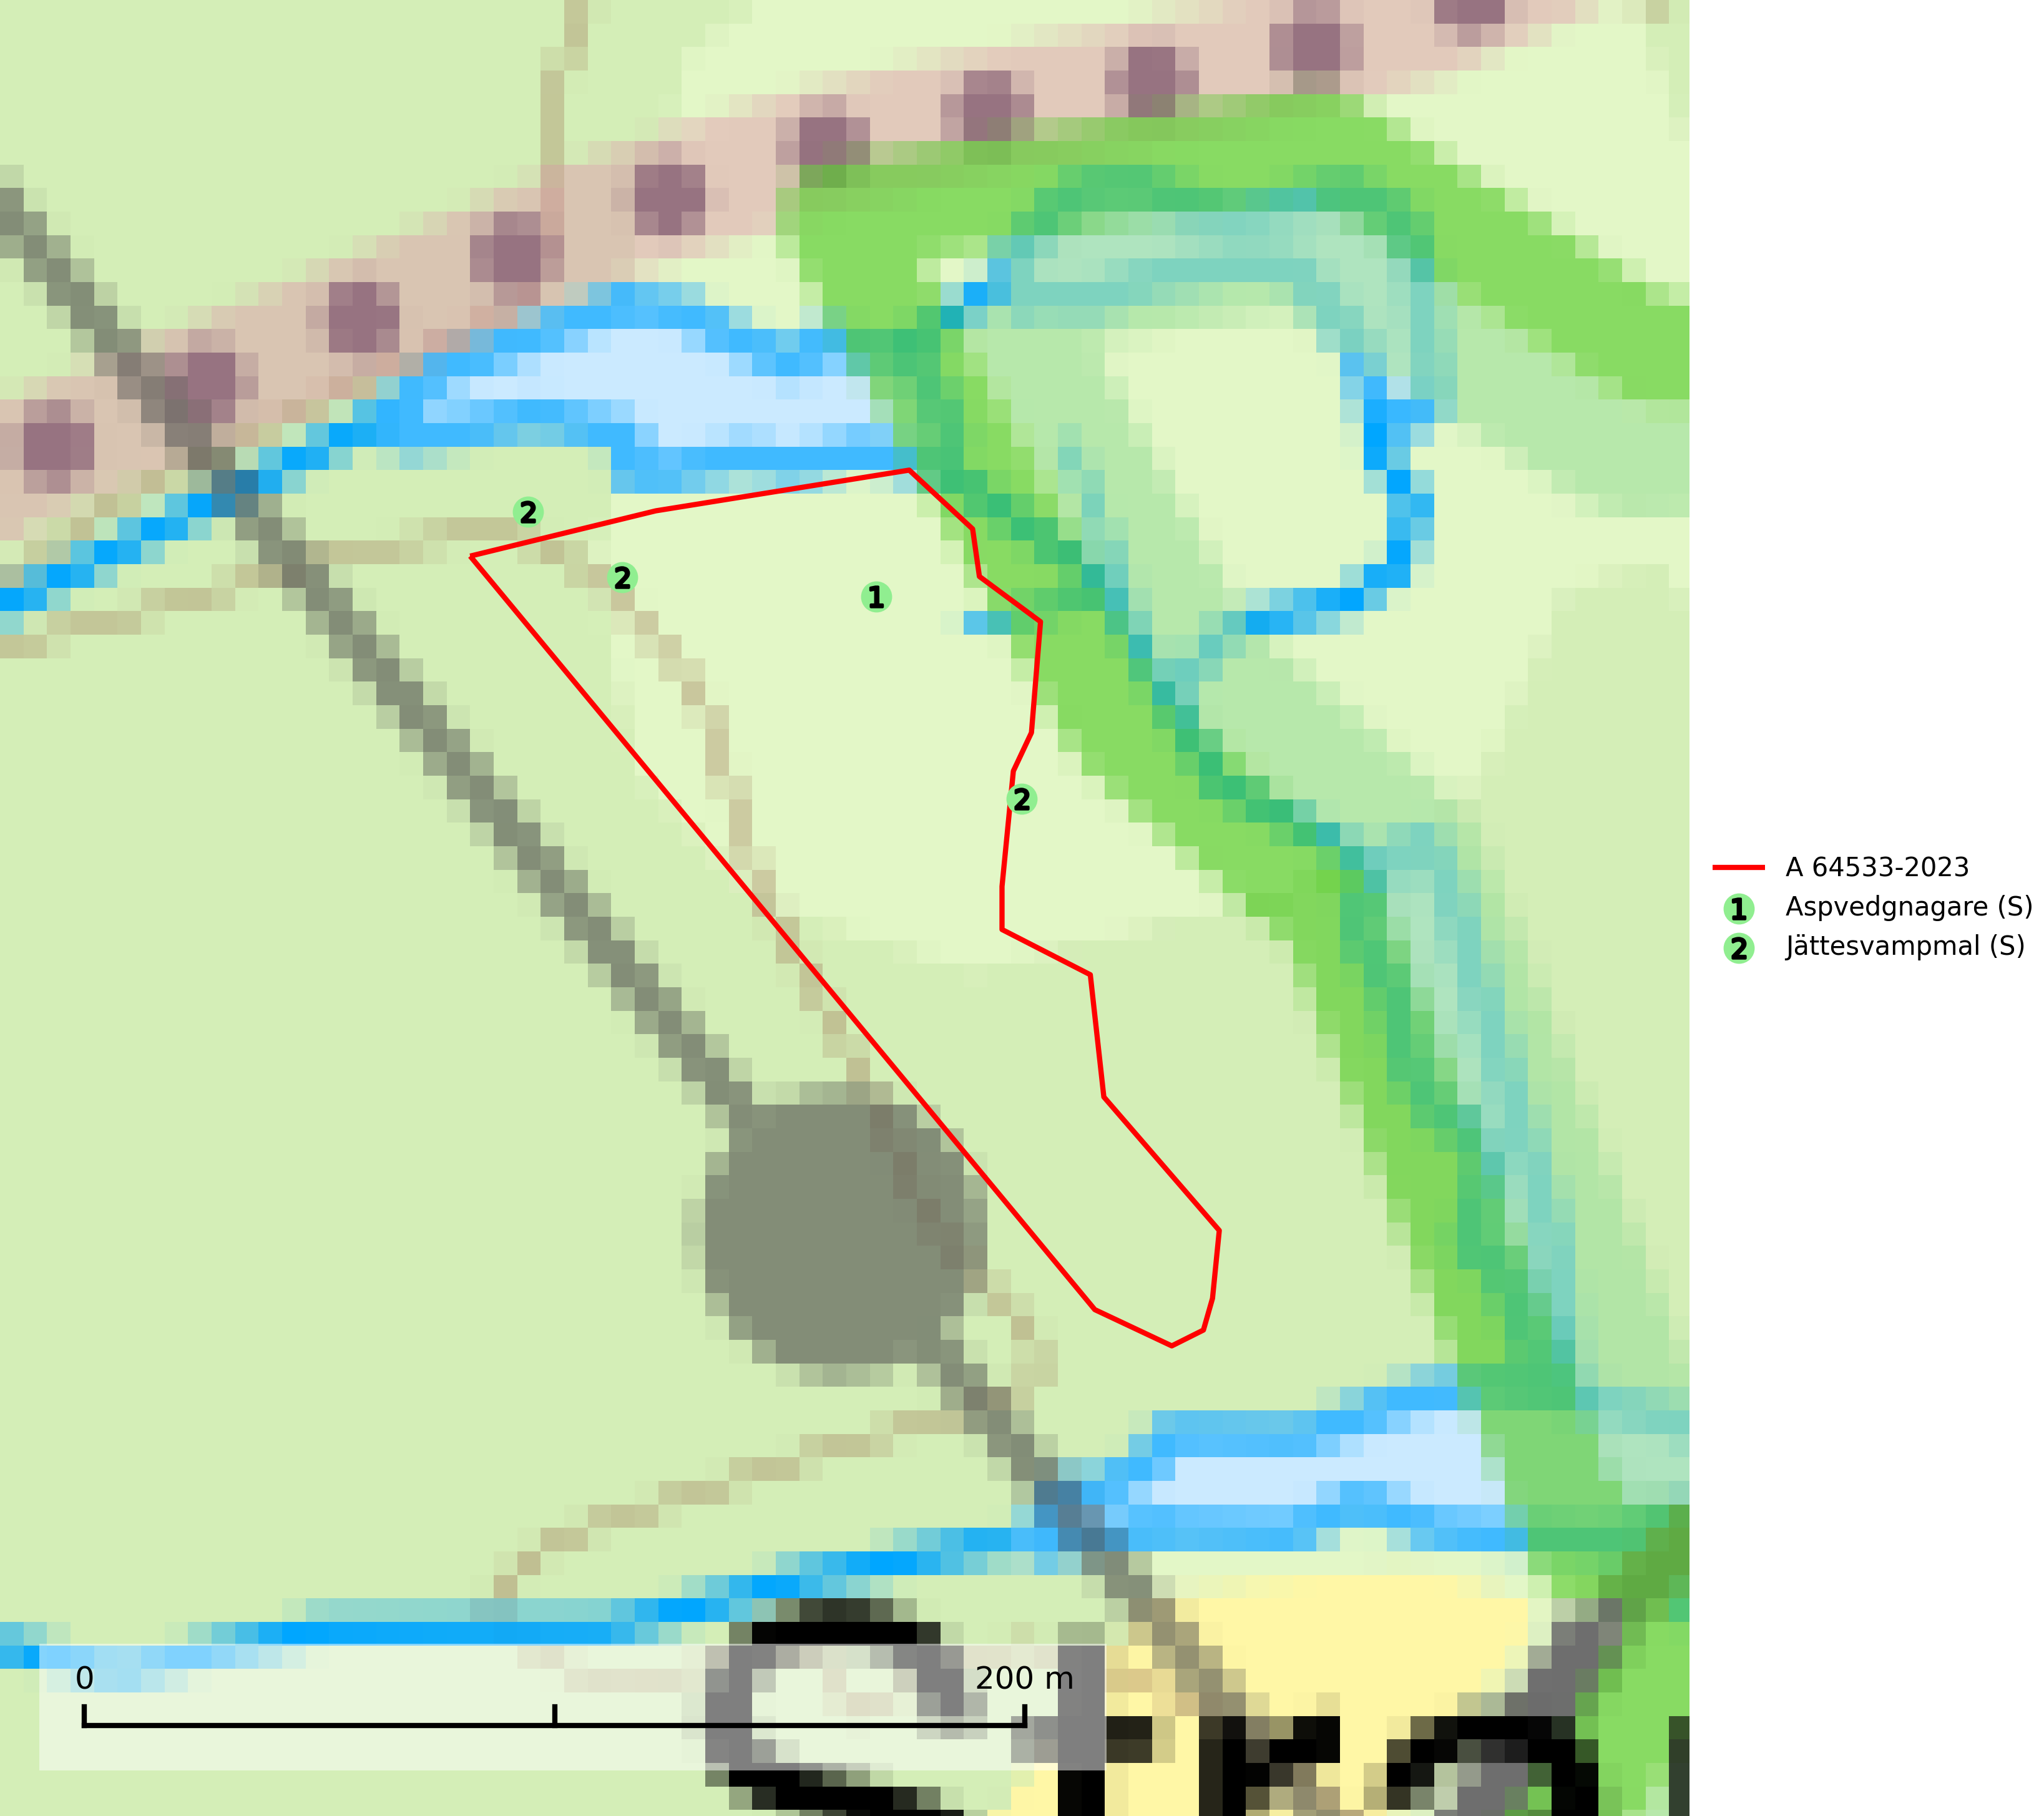 2
2
1
2
A 64533-2023
1 Aspvedgnagare (S)
2 Jättesvampmal (S)
0 200 m